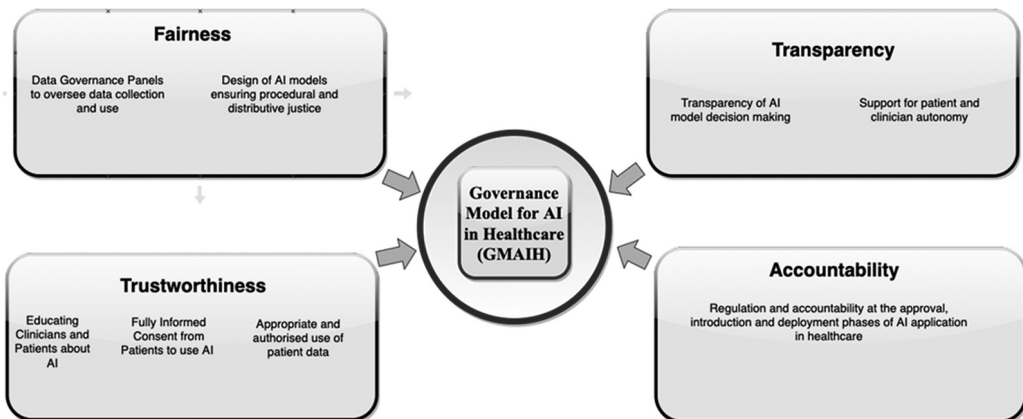 Fairness
Data Governance Panels
to oversee data collection
and use
Design of AI models
ensuring procedural and
distributive justice
Transparency
Transparency of AI
model decision making
Support for patient and
clinician autonomy
Governance
Model for AI
in Healthcare
(GMAIH)
Trustworthiness
Educating
Clinicians and
Patients about
AI
Fully Informed
Consent from
Patients to use AI
Appropriate and
authorised use of
patient data
Accountability
Regulation and accountability at the approval,
introduction and deployment phases of AI application
in healthcare